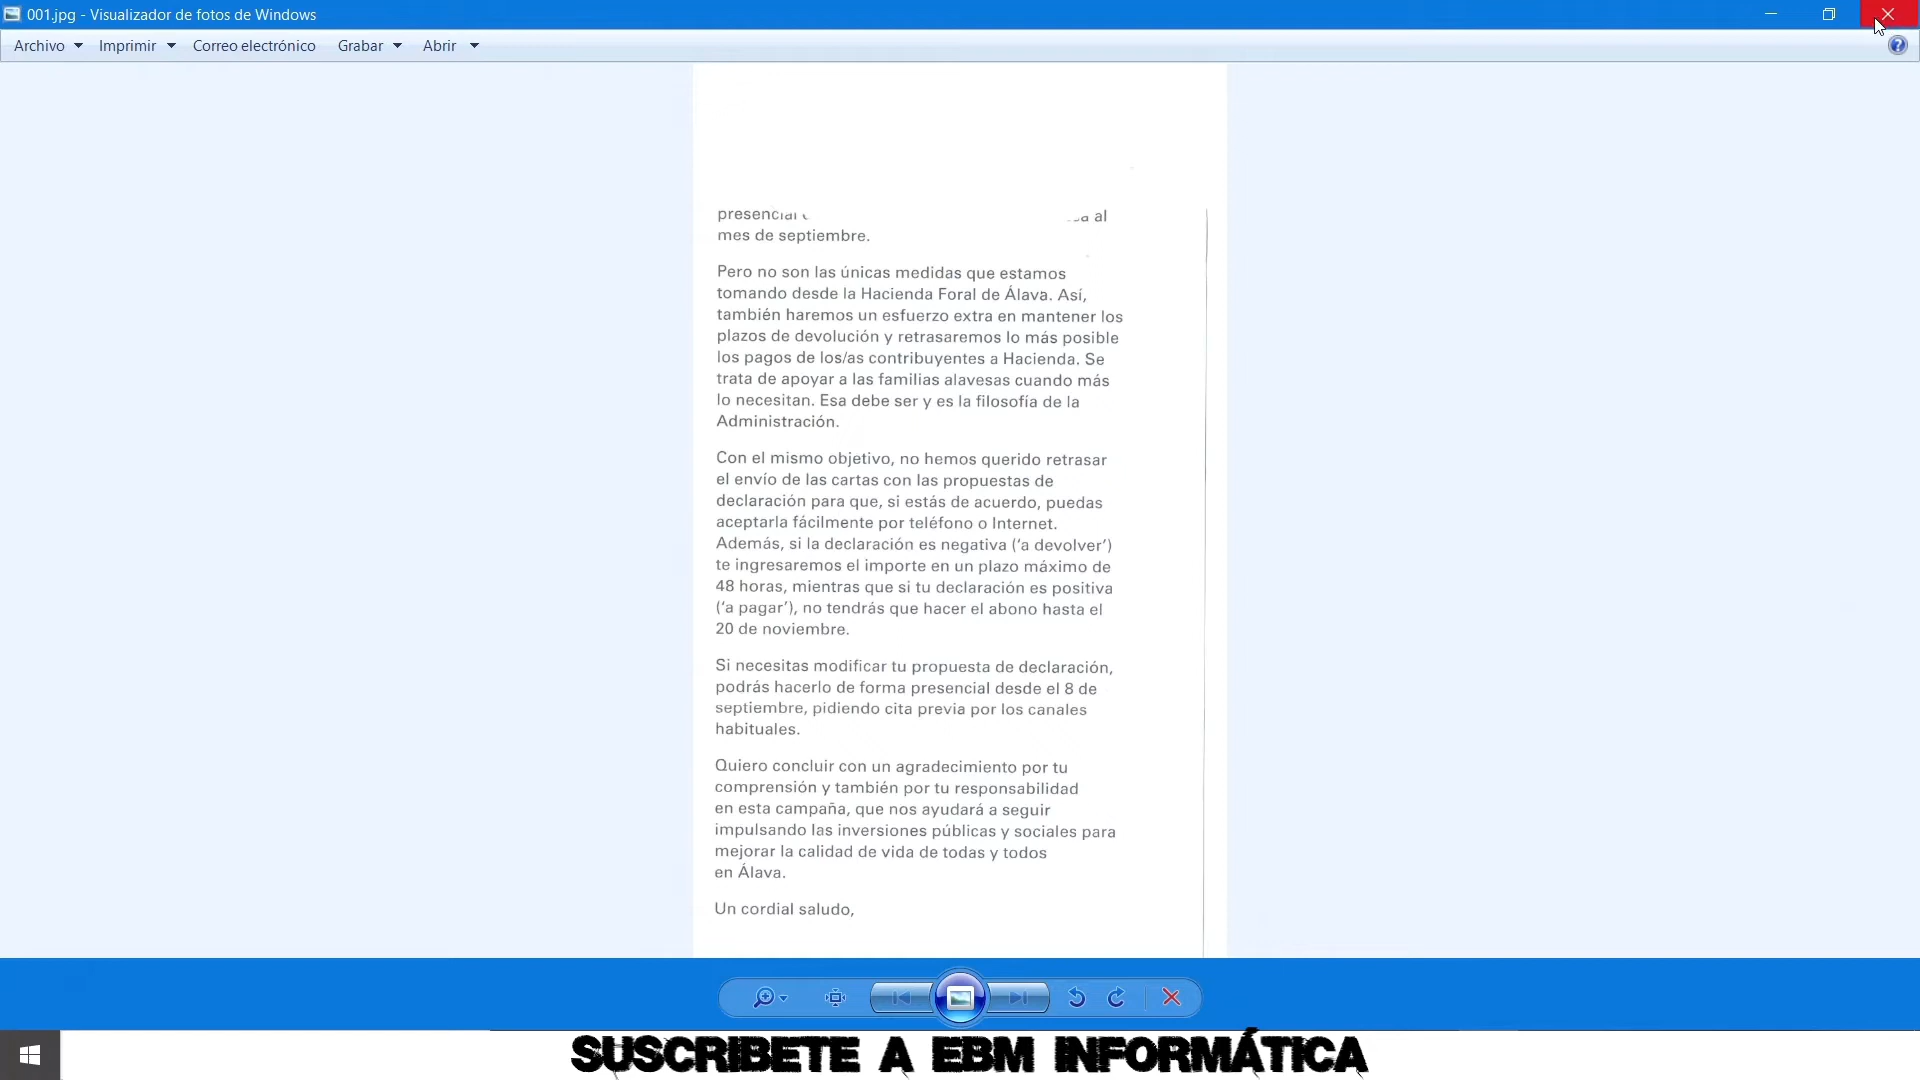 001.jpg - Visualizador de fotos de Windows
Archivo Imprimir Correo electrónico Grabar Abrir
presencial al
mes de septiembre.
Pero no son las únicas medidas que estamos
tomando desde la Hacienda Foral de Álava. Así,
también haremos un esfuerzo extra en mantener los
plazos de devolución y retrasaremos lo más posible
los pagos de los/as contribuyentes a Hacienda. Se
trata de apoyar a las familias alavesas cuando más
lo necesitan. Esa debe ser y es la filosofía de la
Administración.
Con el mismo objetivo, no hemos querido retrasar
el envío de las cartas con las propuestas de
declaración para que, si estás de acuerdo, puedas
aceptarla fácilmente por teléfono o Internet.
Además, si la declaración es negativa (‘a devolver’)
te ingresaremos el importe en un plazo máximo de
48 horas, mientras que si tu declaración es positiva
(‘a pagar’), no tendrás que hacer el abono hasta el
20 de noviembre.
Si necesitas modificar tu propuesta de declaración,
podrás hacerlo de forma presencial desde el 8 de
septiembre, pidiendo cita previa por los canales
habituales.
Quiero concluir con un agradecimiento por tu
comprensión y también por tu responsabilidad
en esta campaña, que nos ayudará a seguir
impulsando las inversiones públicas y sociales para
mejorar la calidad de vida de todas y todos
en Álava.
Un cordial saludo,
SUSCRIBETE A EBM INFORMÁTICA